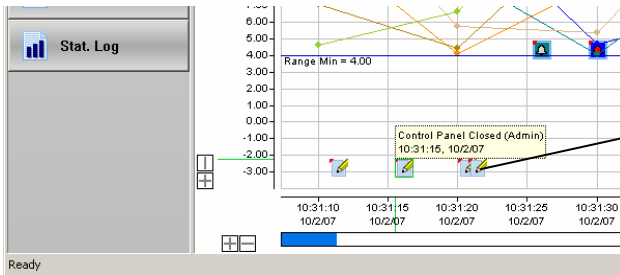 7.00
6.00
5.00
4.00
Range Min = 4.00
3.00
2.00
1.00
0.00
-1.00
-2.00
-3.00
Stat. Log
Control Panel Closed (Admin)
10:31:15, 10/2/07
10:31:10 10:31:15 10:31:20 10:31:25 10:31:30
10/2/07 10/2/07 10/2/07 10/2/07 10/2/07
Ready